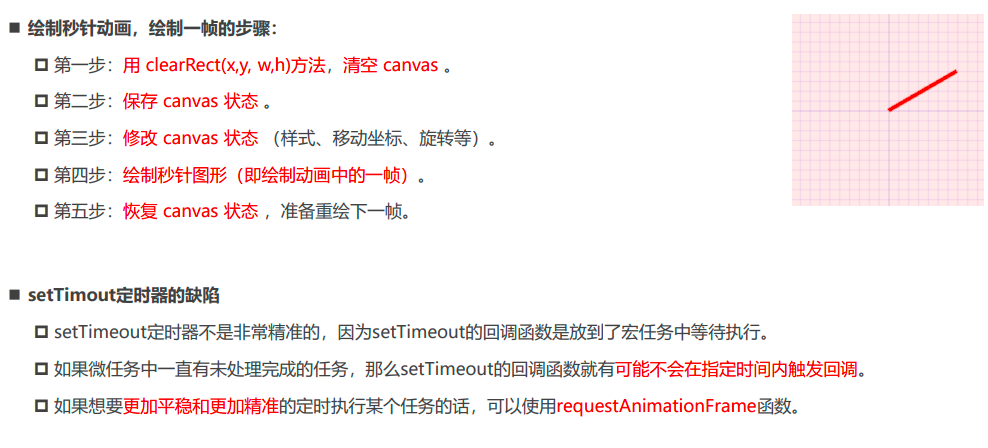 绘制秒针动画，绘制一帧的步骤：
第一步：用 clearRect(x,y, w,h)方法，清空 canvas 。
第二步：保存 canvas 状态 。
第三步：修改 canvas 状态 （样式、移动坐标、旋转等）。
第四步：绘制秒针图形（即绘制动画中的一帧）。
第五步：恢复 canvas 状态 ，准备重绘下一帧。
setTimout定时器的缺陷
setTimeout定时器不是非常精准的，因为setTimeout的回调函数是放到了宏任务中等待执行。
如果微任务中一直有未处理完成的任务，那么setTimeout的回调函数就有可能不会在指定时间内触发回调。
如果想要更加平稳和更加精准的定时执行某个任务的话，可以使用requestAnimationFrame函数。